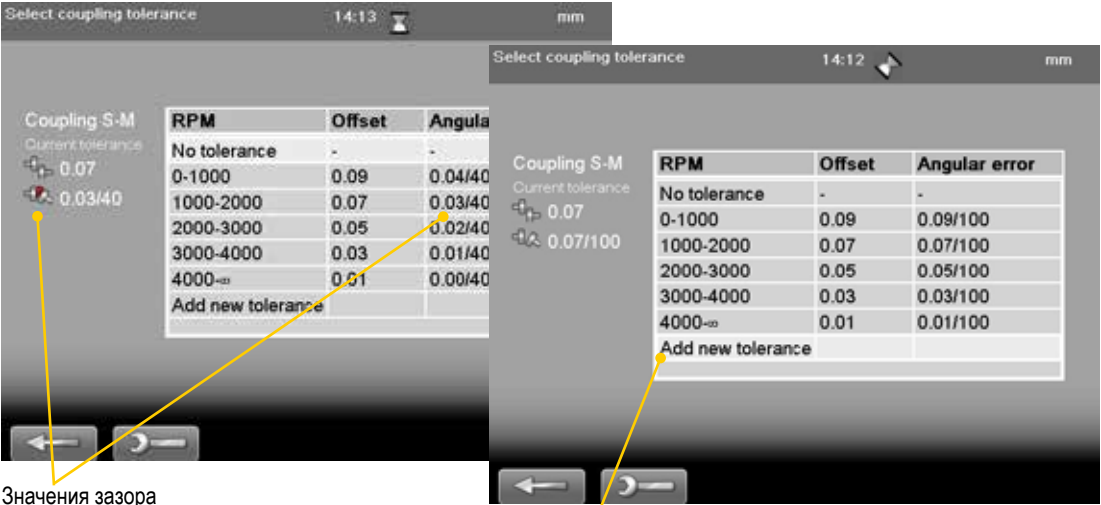 Select coupling tolerance 14:13 mm
Coupling S-M
Current tolerance
0.07
0.03/40
RPM Offset Angula
No tolerance - -
0-1000 0.09 0.04/40
1000-2000 0.07 0.03/40
2000-3000 0.05 0.02/40
3000-4000 0.03 0.01/40
4000-∞ 0.01 0.00/40
Add new tolerance
Select coupling tolerance 14:12 mm
Coupling S-M
Current tolerance
0.07
0.07/100
RPM Offset Angular error
No tolerance - -
0-1000 0.09 0.09/100
1000-2000 0.07 0.07/100
2000-3000 0.05 0.05/100
3000-4000 0.03 0.03/100
4000-∞ 0.01 0.01/100
Add new tolerance
Значения зазора